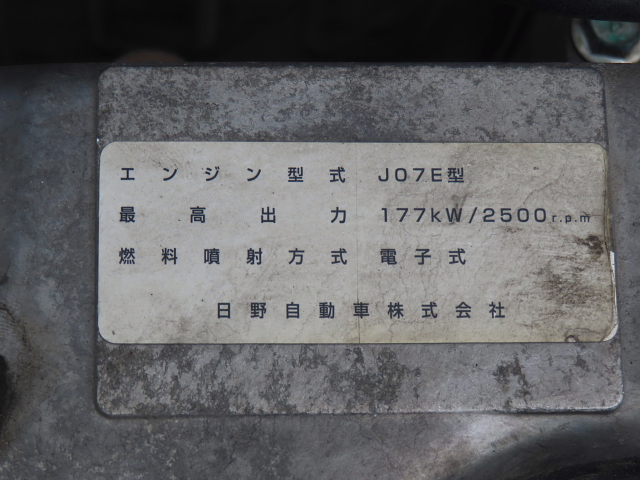 エンジン型式 J07E型
最高出力 177kW/2500r.p.m
燃料噴射方式 電子式
日野自動車株式会社